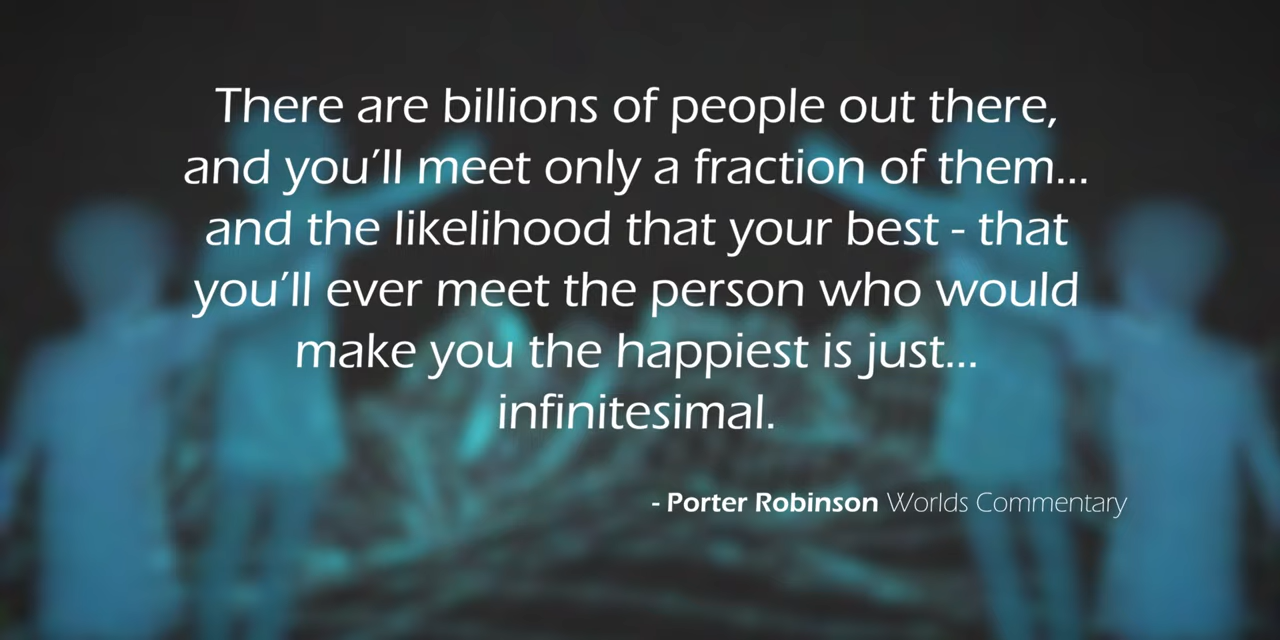 There are billions of people out there,
and you’ll meet only a fraction of them...
and the likelihood that your best - that
you’ll ever meet the person who would
make you the happiest is just...
infinitesimal.
- Porter Robinson Worlds Commentary